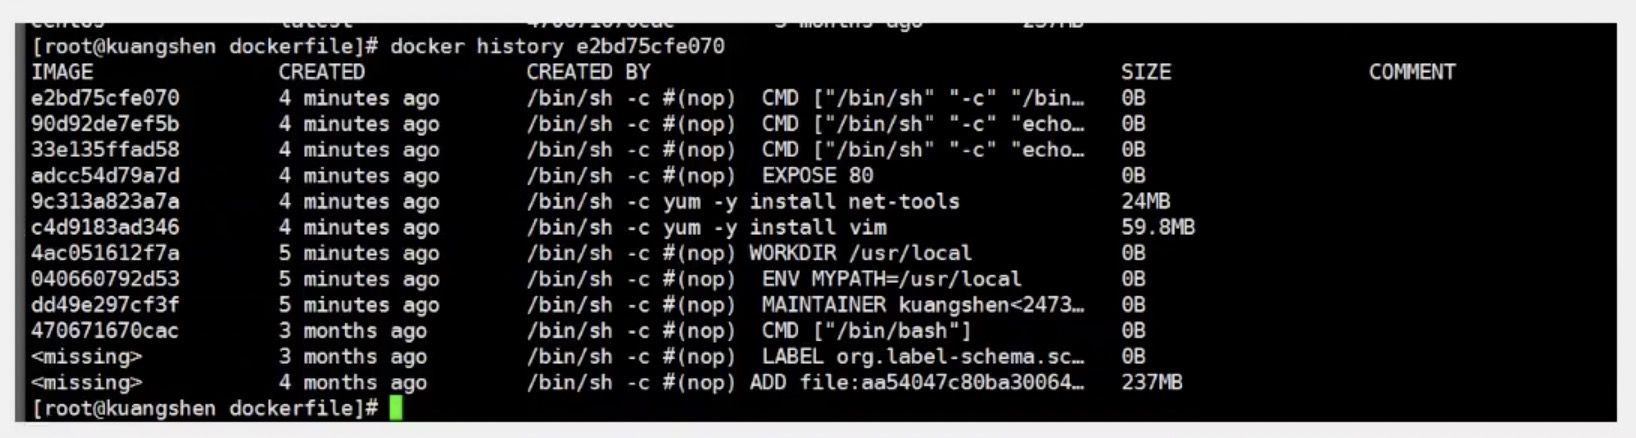 [root@kuangshen dockerfile]# docker history e2bd75cfe070
IMAGE CREATED CREATED BY SIZE COMMENT
e2bd75cfe070 4 minutes ago /bin/sh -c #(nop) CMD ["/bin/sh" "-c" "/bin… 0B
90d92de7ef5b 4 minutes ago /bin/sh -c #(nop) CMD ["/bin/sh" "-c" "echo… 0B
33e135ffad58 4 minutes ago /bin/sh -c #(nop) CMD ["/bin/sh" "-c" "echo… 0B
adcc54d79a7d 4 minutes ago /bin/sh -c #(nop) EXPOSE 80 0B
9c313a823a7a 4 minutes ago /bin/sh -c yum -y install net-tools 24MB
c4d9183ad346 4 minutes ago /bin/sh -c yum -y install vim 59.8MB
4ac051612f7a 5 minutes ago /bin/sh -c #(nop) WORKDIR /usr/local 0B
040660792d53 5 minutes ago /bin/sh -c #(nop) ENV MYPATH=/usr/local 0B
dd49e297cf3f 5 minutes ago /bin/sh -c #(nop) MAINTAINER kuangshen<2473… 0B
470671670cac 3 months ago /bin/sh -c #(nop) CMD ["/bin/bash"] 0B
<missing> 3 months ago /bin/sh -c #(nop) LABEL org.label-schema.sc… 0B
<missing> 4 months ago /bin/sh -c #(nop) ADD file:aa54047c80ba30064… 237MB
[root@kuangshen dockerfile]#